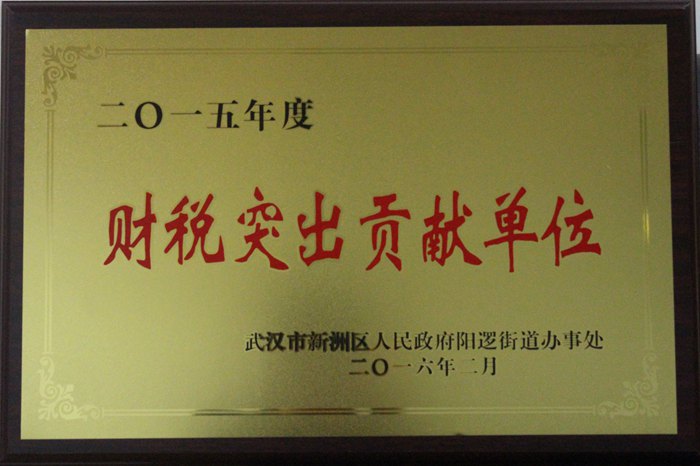 二〇一五年度
财税突出贡献单位
武汉市新洲区人民政府阳逻街道办事处
二〇一六年二月